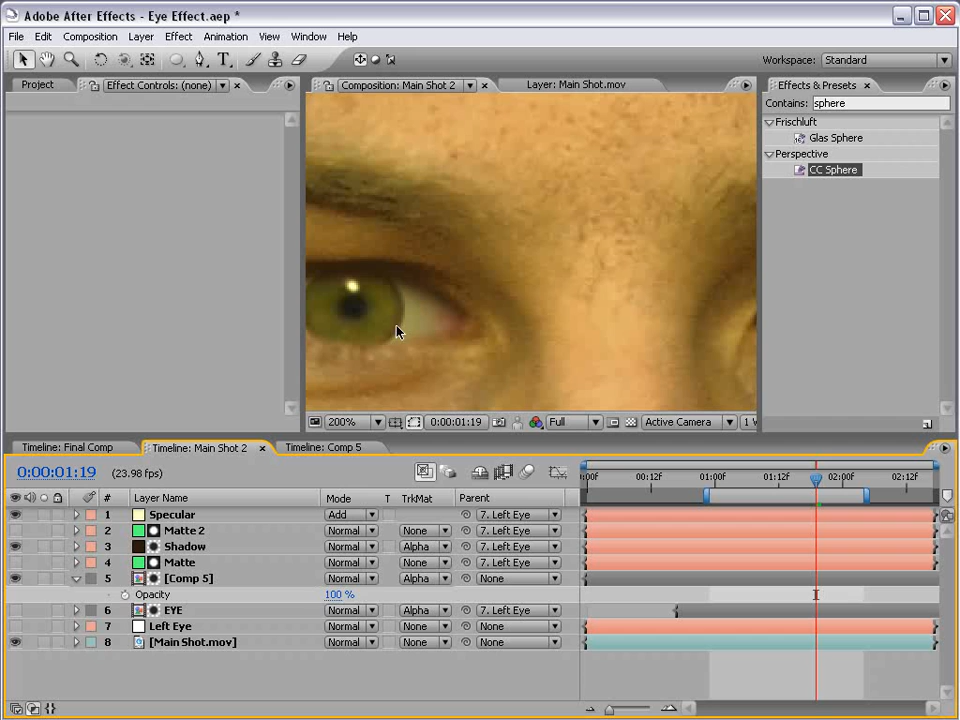 Adobe After Effects - Eye Effect.aep *
File Edit Composition Layer Effect Animation View Window Help
Workspace: Standard
Project Effect Controls: (none) Composition: Main Shot 2 Layer: Main Shot.mov Effects & Presets
Contains: sphere
Frischluft
Glas Sphere
Perspective
CC Sphere
200% 0:00:01:19 Full Active Camera 1 V
Timeline: Final Comp Timeline: Main Shot 2 Timeline: Comp 5
0:00:01:19 (23.98 fps)
:00F 00:12F 01:00F 01:12F 02:00F 02:12F
# Layer Name Mode T TrkMat Parent
1 Specular Add 7. Left Eye
2 Matte 2 Normal None 7. Left Eye
3 Shadow Normal Alpha 7. Left Eye
4 Matte Normal None 7. Left Eye
5 [Comp 5] Normal Alpha None
Opacity 100 %
6 EYE Normal Alpha 7. Left Eye
7 Left Eye Normal None None
8 [Main Shot.mov] Normal None None